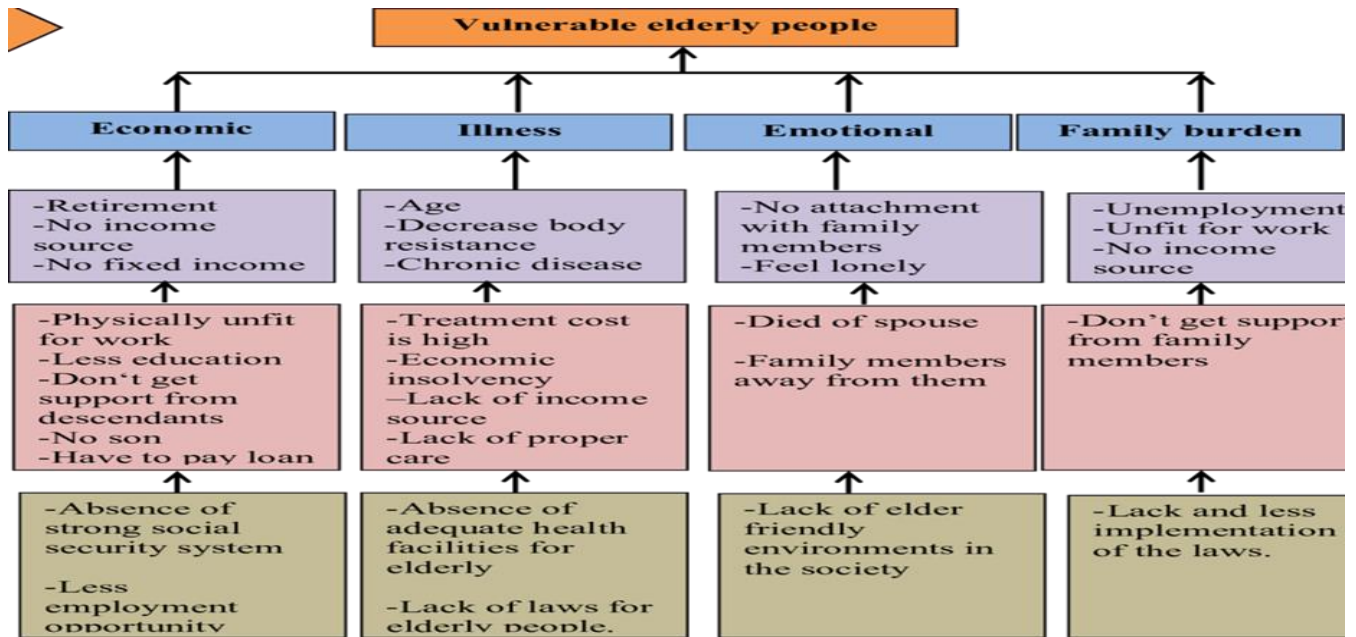 Vulnerable elderly people
Economic
Illness
Emotional
Family burden
-Retirement
-No income
source
-No fixed income
-Age
-Decrease body
resistance
-Chronic disease
-No attachment
with family
members
-Feel lonely
-Unemployment
-Unfit for work
-No income
source
-Physically unfit
for work
-Less education
-Don‘t get
support from
descendants
-No son
-Have to pay loan
-Treatment cost
is high
-Economic
insolvency
–Lack of income
source
-Lack of proper
care
-Died of spouse
-Family members
away from them
-Don’t get support
from family
members
-Absence of
strong social
security system
-Less
employment
opportunity
-Absence of
adequate health
facilities for
elderly
-Lack of laws for
elderly people.
-Lack of elder
friendly
environments in
the society
-Lack and less
implementation
of the laws.